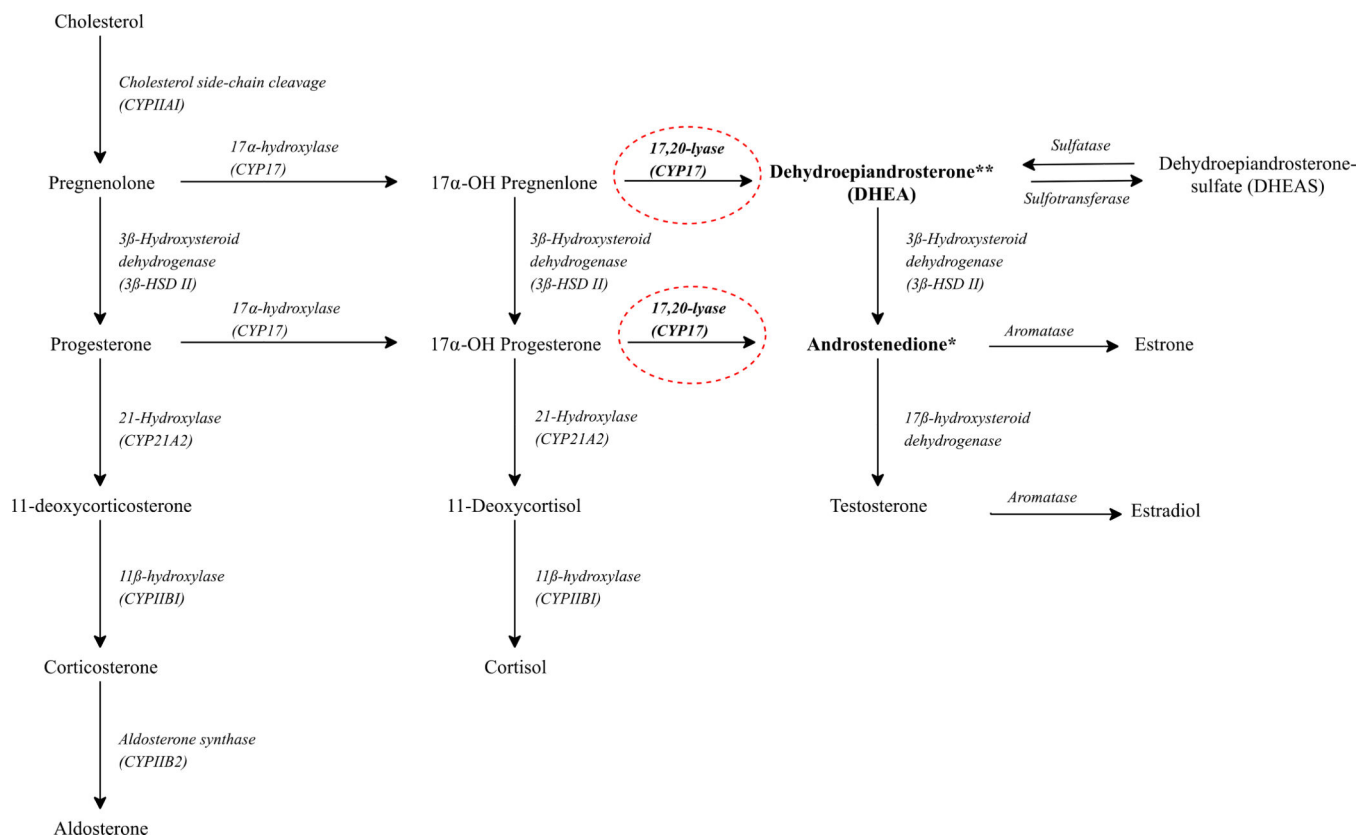 Cholesterol
Cholesterol side-chain cleavage
(CYPIIAI)
17α-hydroxylase
(CYP17)
17,20-lyase
(CYP17)
Sulfatase
Pregnenolone
17α-OH Pregnenlone
Dehydroepiandrosterone**
(DHEA)
Dehydroepiandrosterone-
sulfate (DHEAS)
Sulfotransferase
3β-Hydroxysteroid
dehydrogenase
(3β-HSD II)
3β-Hydroxysteroid
dehydrogenase
(3β-HSD II)
3β-Hydroxysteroid
dehydrogenase
(3β-HSD II)
17α-hydroxylase
(CYP17)
17,20-lyase
(CYP17)
Aromatase
Progesterone
17α-OH Progesterone
Androstenedione*
Estrone
21-Hydroxylase
(CYP21A2)
21-Hydroxylase
(CYP21A2)
17β-hydroxysteroid
dehydrogenase
Aromatase
11-deoxycorticosterone
11-Deoxycortisol
Testosterone
Estradiol
11β-hydroxylase
(CYPIIBI)
11β-hydroxylase
(CYPIIBI)
Corticosterone
Cortisol
Aldosterone synthase
(CYPIIB2)
Aldosterone